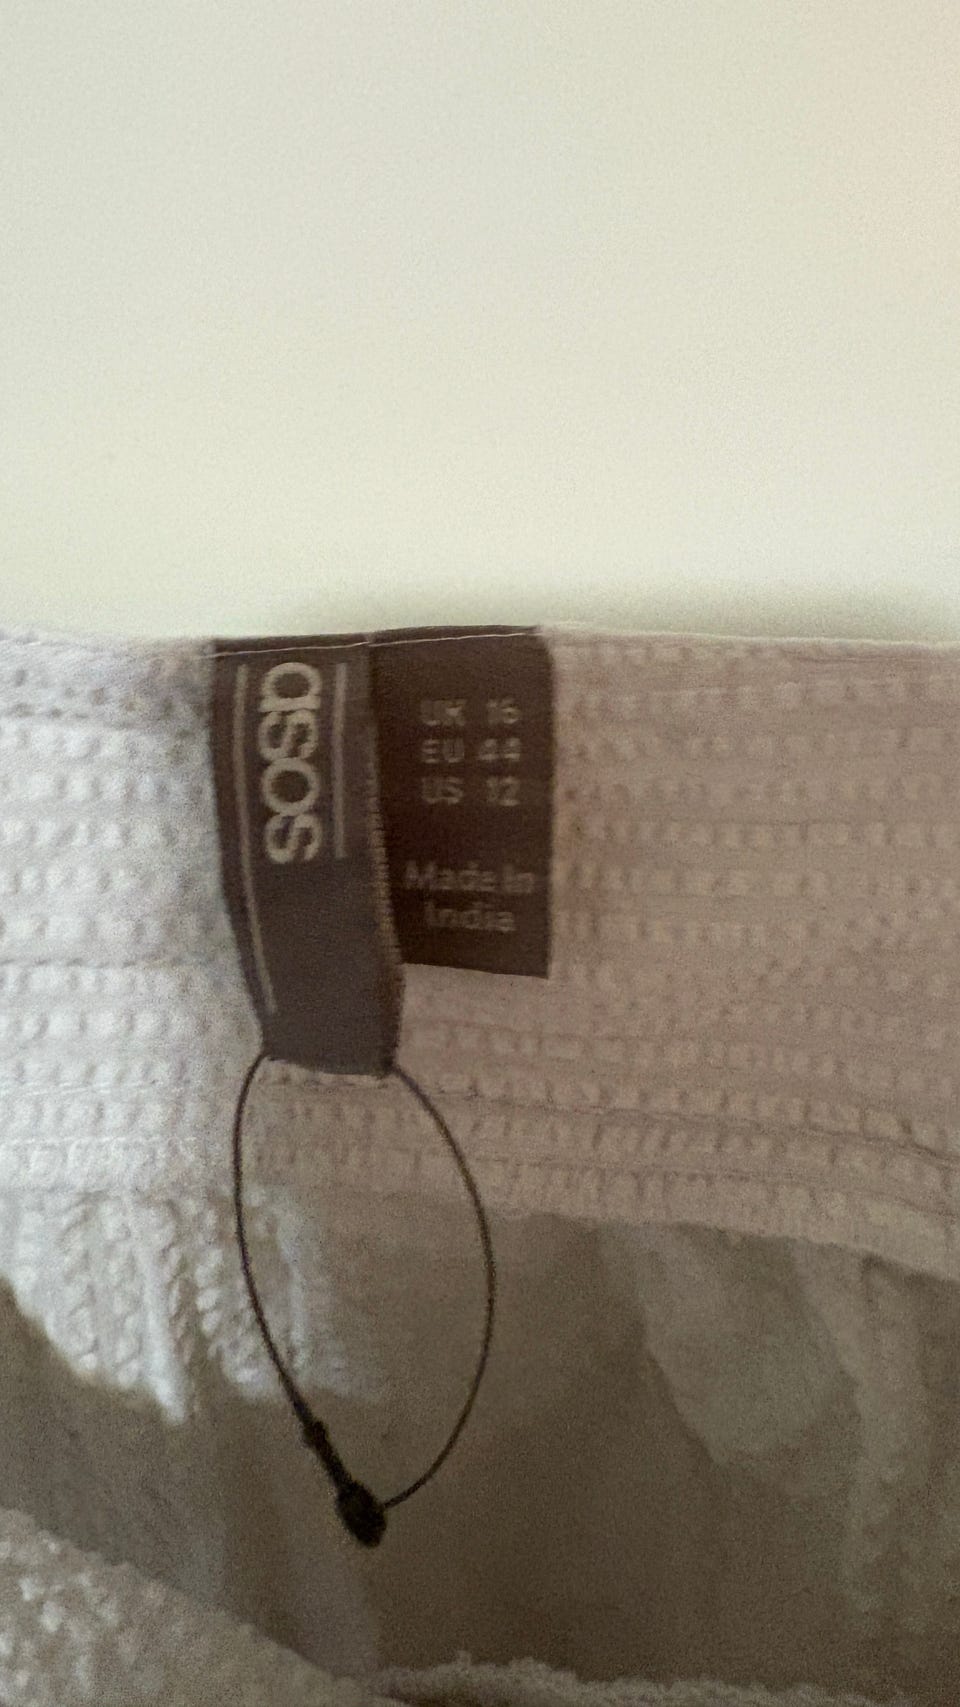 asos
UK 16
EU 44
US 12
Made In
India